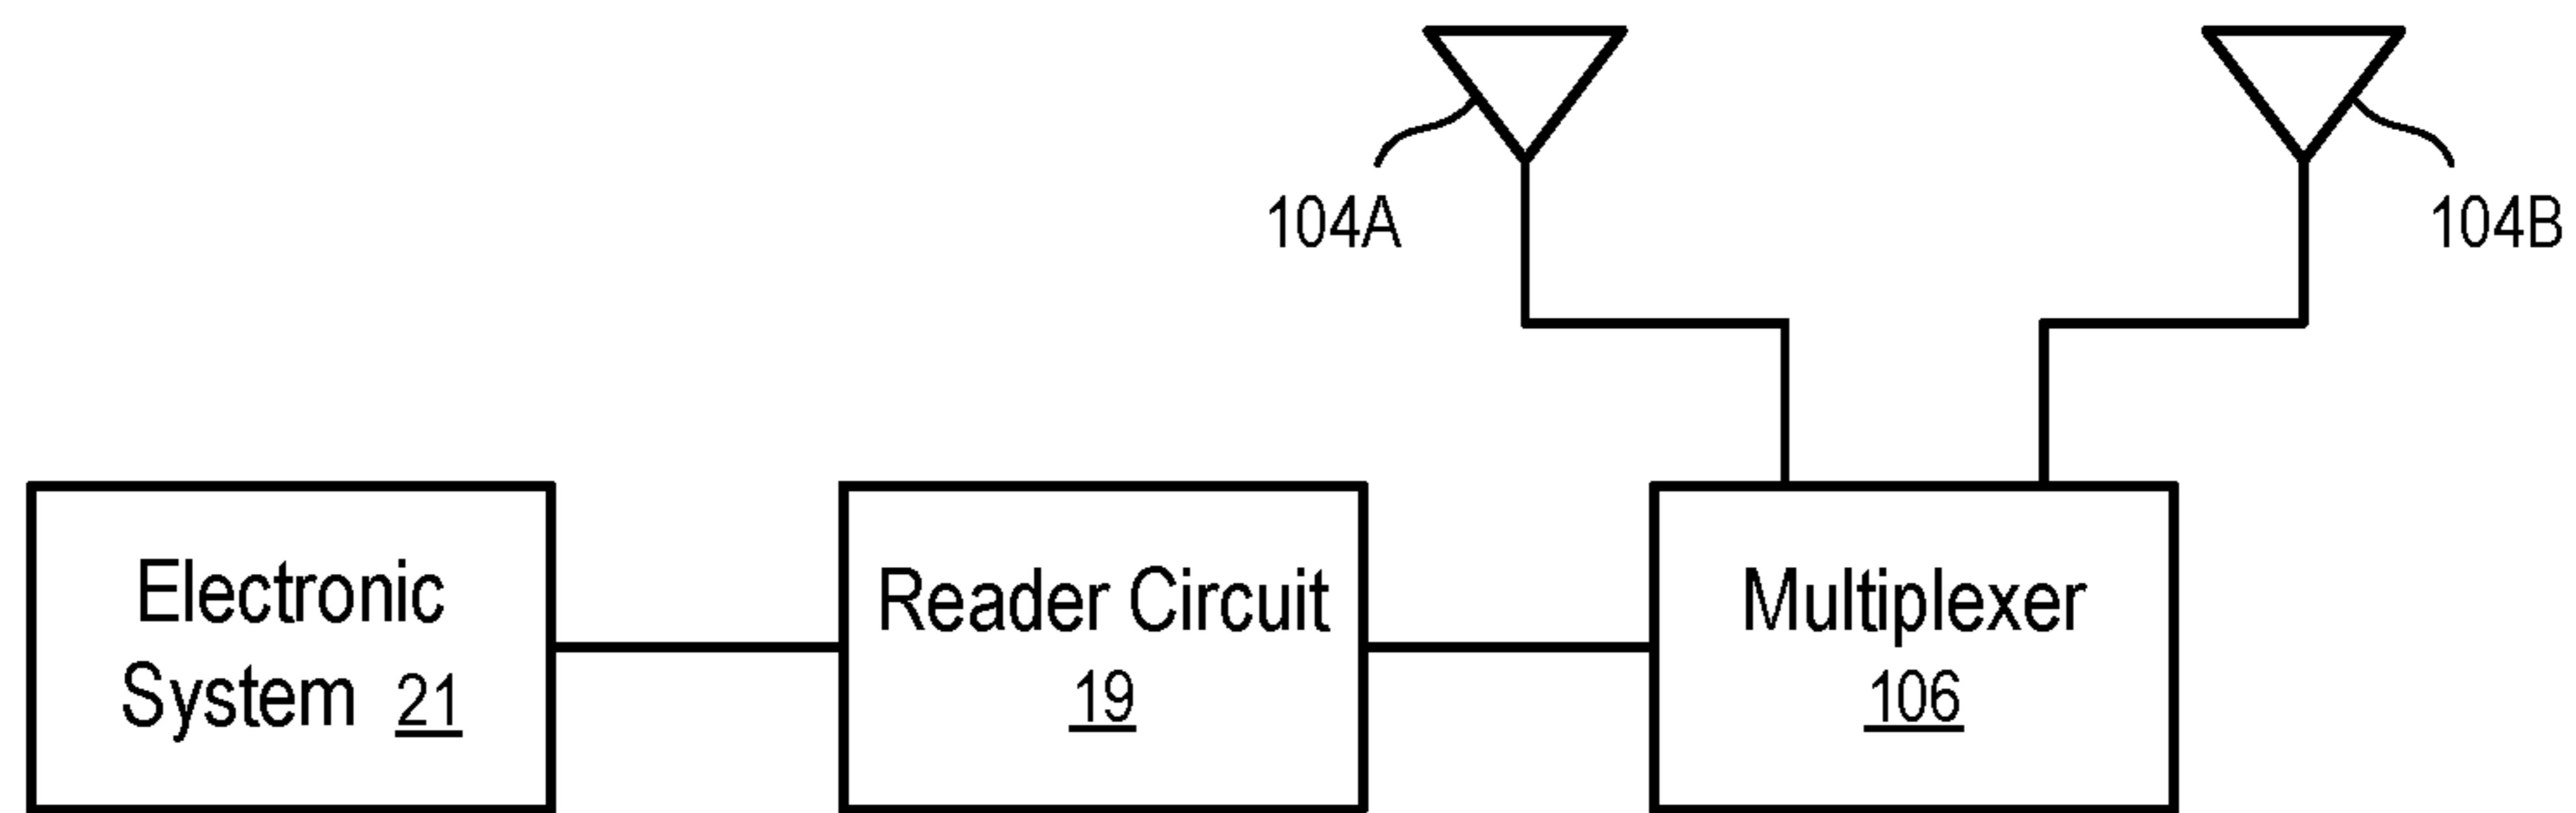 104A
104B
Electronic
System 21
Reader Circuit
19
Multiplexer
106